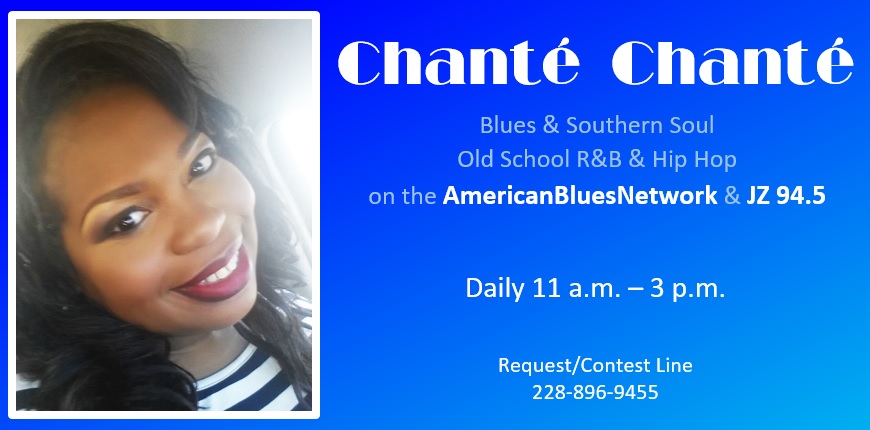 Chanté Chanté
Blues & Southern Soul
Old School R&B & Hip Hop
on the AmericanBluesNetwork & JZ 94.5
Daily 11 a.m. – 3 p.m.
Request/Contest Line
228-896-9455